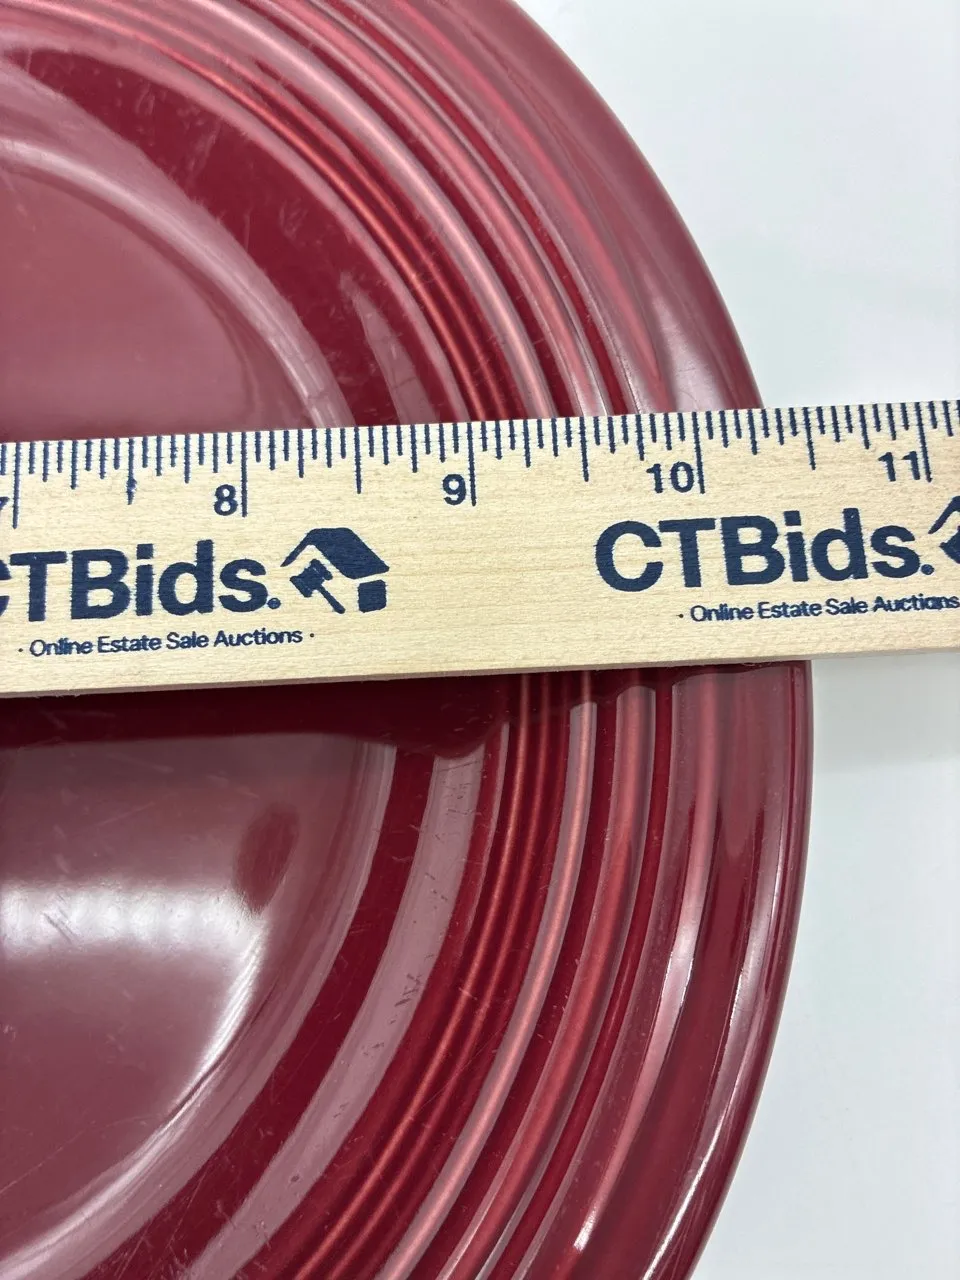 7 8 9 10 11
CTBids. CTBids.
· Online Estate Sale Auctions · · Online Estate Sale Auctions